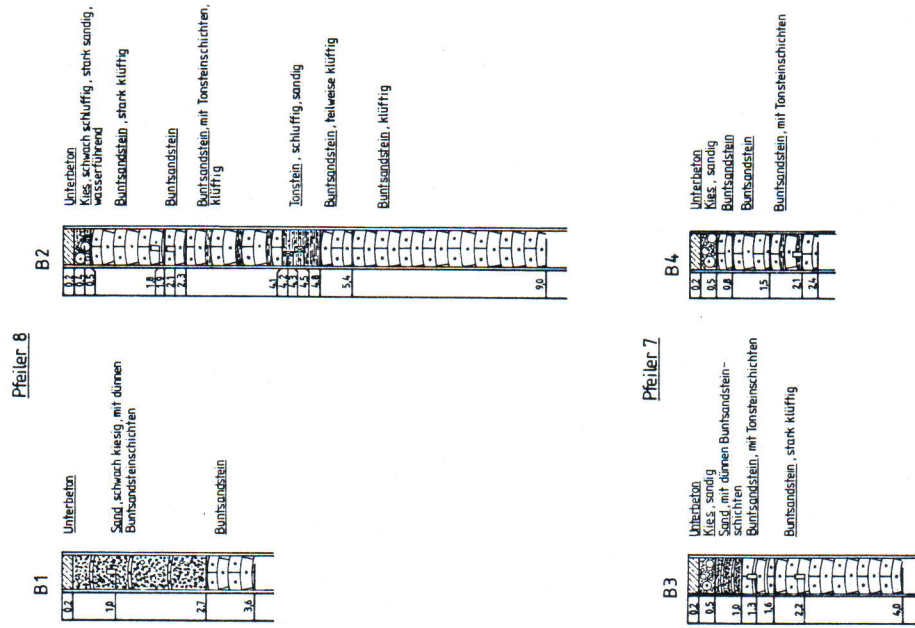 Pfeiler 8
B1
0.2
1,0
2,7
3,6
Unterbeton
Sand, schwach kiesig, mit dünnen
Buntsandsteinschichten
Buntsandstein
B2
0.2
0.5
1,8
2,1
2,3
4,1
4,2
4,3
4,5
4,8
5,4
9,0
Unterbeton
Kies, schwach schluffig, stark sandig,
wasserführend
Buntsandstein, stark klüftig
Buntsandstein
Buntsandstein, mit Tonsteinschichten,
klüftig
Tonstein, schluffig, sandig
Buntsandstein, teilweise klüftig
Buntsandstein, klüftig
Pfeiler 7
B3
0.2
0.5
1,0
1,3
1,6
2,2
4,0
Unterbeton
Kies, sandig
Sand, mit dünnen Buntsandstein-
schichten
Buntsandstein, mit Tonsteinschichten
Buntsandstein, stark klüftig
B4
0.2
0.5
0,8
1,5
2,1
2,4
Unterbeton
Kies, sandig
Buntsandstein
Buntsandstein
Buntsandstein, mit Tonsteinschichten